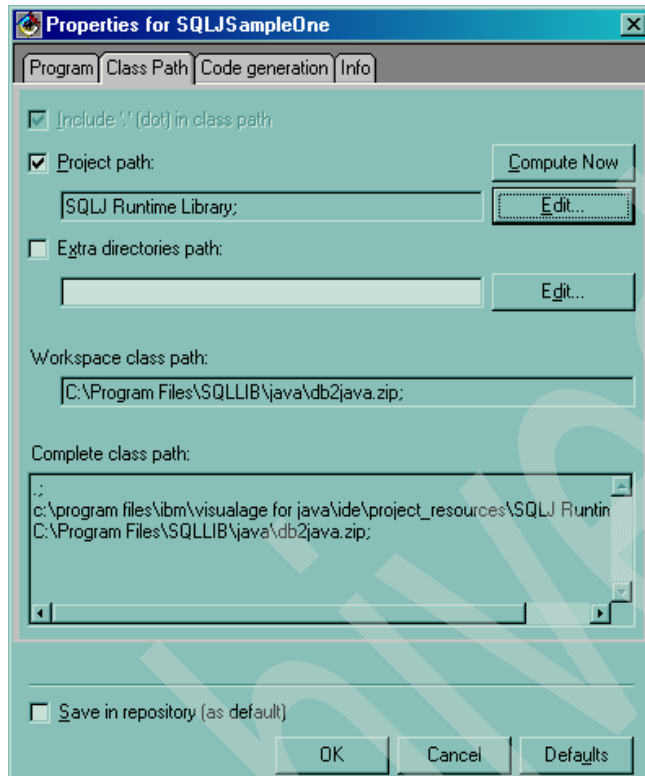 Properties for SQLJSampleOne
Program Class Path Code generation Info
Include '.' (dot) in class path
Project path: Compute Now
SQLJ Runtime Library; Edit...
Extra directories path:
Edit...
Workspace class path:
C:\Program Files\SQLLIB\java\db2java.zip;
Complete class path:
.;
c:\program files\ibm\visualage for java\ide\project_resources\SQLJ Runtin
C:\Program Files\SQLLIB\java\db2java.zip;
Save in repository (as default)
OK Cancel Defaults